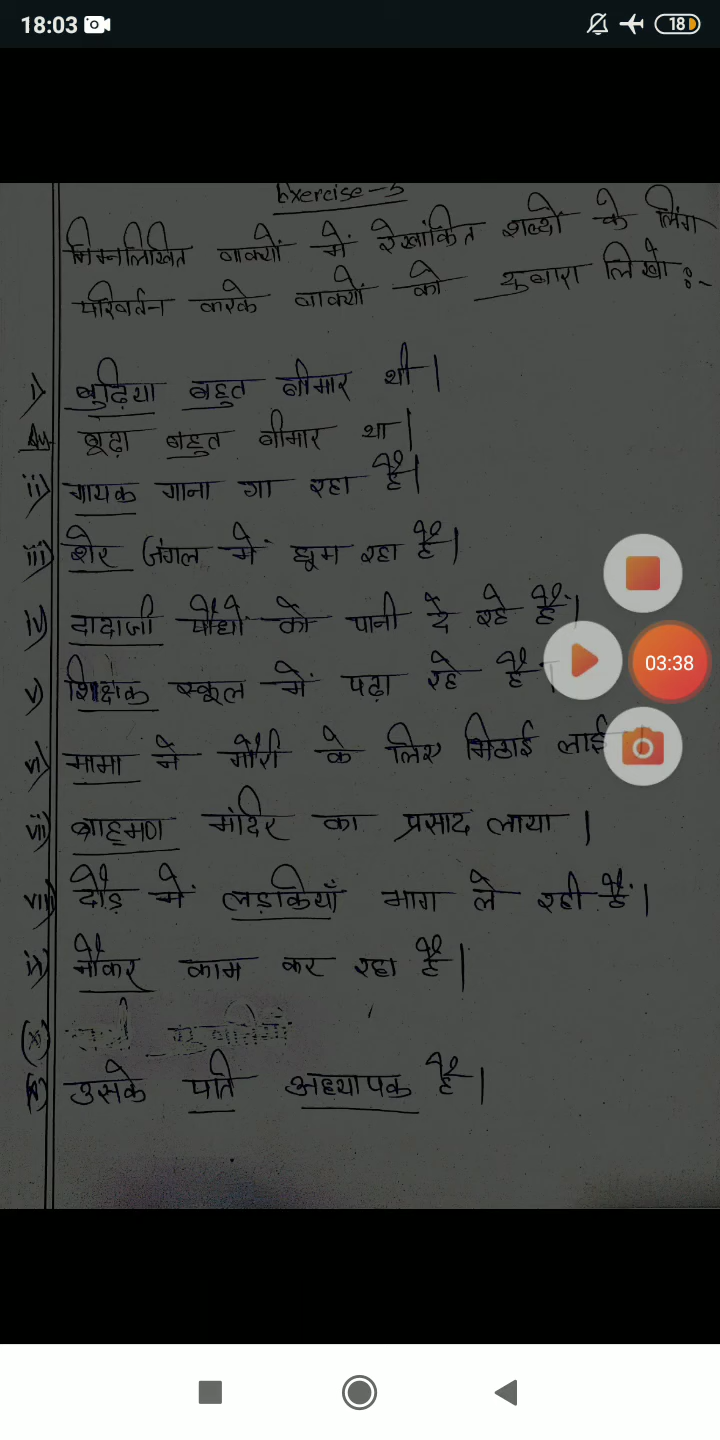 18:03
18
Exercise-5
निम्नलिखित वाक्यों में रेखांकित शब्दों के लिंग
परिवर्तन करके वाक्यों को दुबारा लिखो :-
i) बुढ़िया बहुत बीमार थी।
बूढ़ा बहुत बीमार था।
ii) गायक गाना गा रहा है।
iii) शेर जंगल में घूम रहा है।
iv) दादाजी पौधों को पानी दे रहे हैं।
03:38
v) शिक्षक स्कूल में पढ़ा रहे हैं
vi) मामा ने गौरी के लिए मिठाई लाई
vii) ब्राह्मण मंदिर का प्रसाद लाया।
viii) दौड़ में लड़कियाँ भाग ले रही हैं।
ix) नौकर काम कर रहा है।
(xi)
x) उसके पति अध्यापक है।